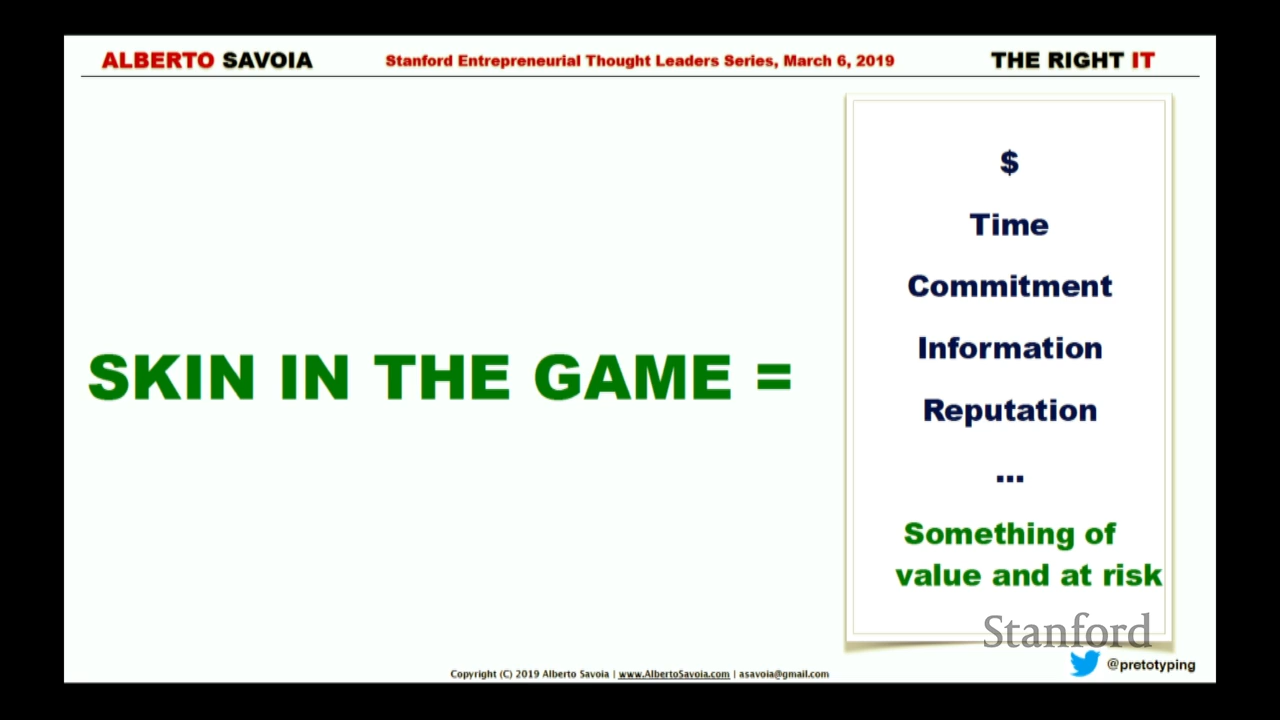 ALBERTO SAVOIA
Stanford Entrepreneurial Thought Leaders Series, March 6, 2019
THE RIGHT IT
SKIN IN THE GAME =
$
Time
Commitment
Information
Reputation
...
Something of
value and at risk
Stanford
@pretotyping
Copyright (C) 2019 Alberto Savoia | www.AlbertoSavoia.com | asavoia@gmail.com